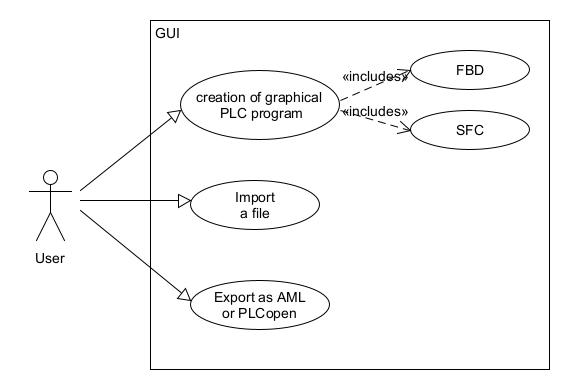 GUI
creation of graphical
PLC program
«includes»
FBD
«includes»
SFC
Import
a file
User
Export as AML
or PLCopen